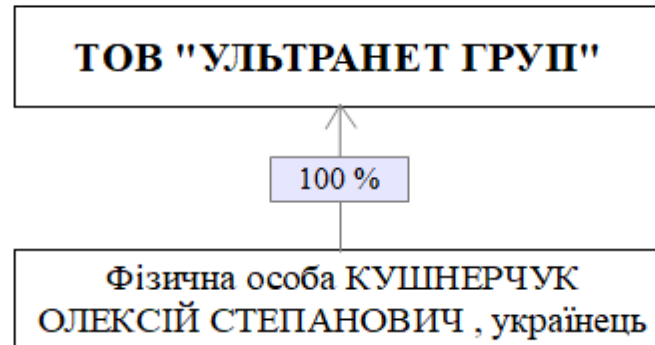 ТОВ "УЛЬТРАНЕТ ГРУП"
100 %
Фізична особа КУШНЕРЧУК
ОЛЕКСІЙ СТЕПАНОВИЧ , українець